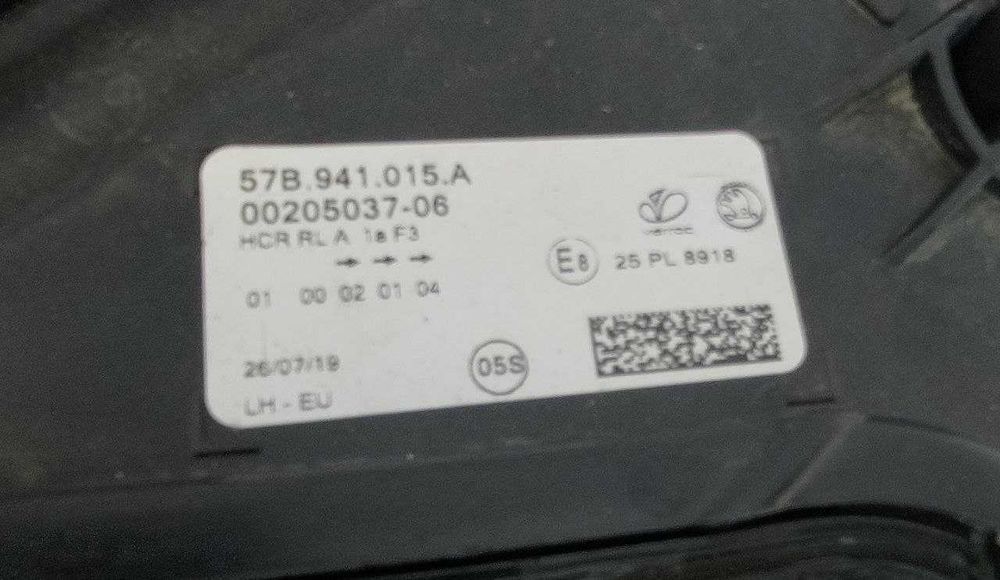 57B.941.015.A
00205037-06
HCR RL A 1a F3
01 00 02 01 04
E8 25 PL 8918
26/07/19
05S
LH - EU